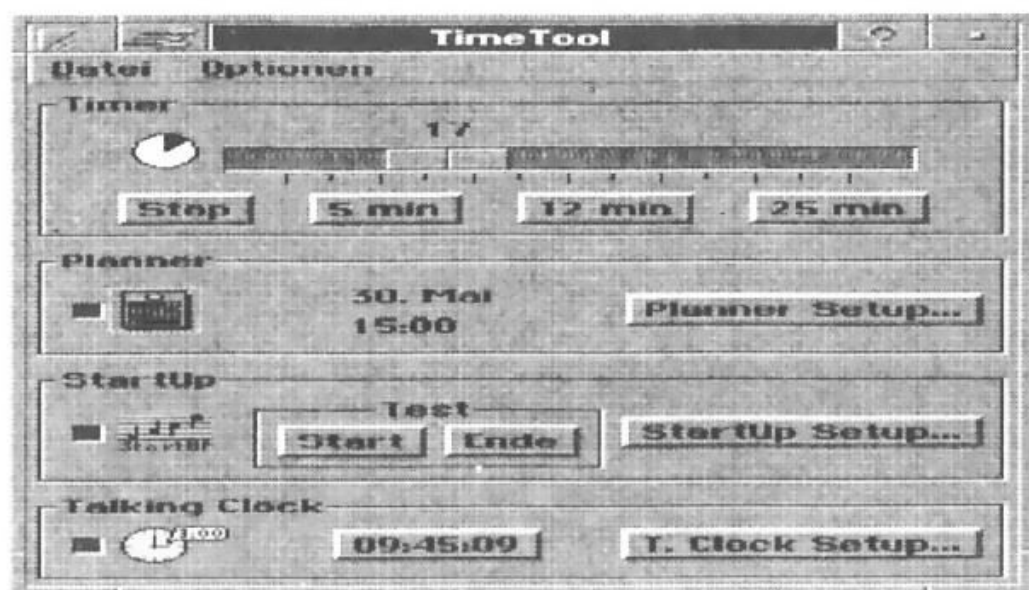 TimeTool
Datei Optionen
Timer
17
Stop 5 min 12 min 25 min
Planner
30. Mai
15:00
Planner Setup...
StartUp
Test
Start Ende
StartUp Setup...
Talking Clock
09:45:09
T. Clock Setup...